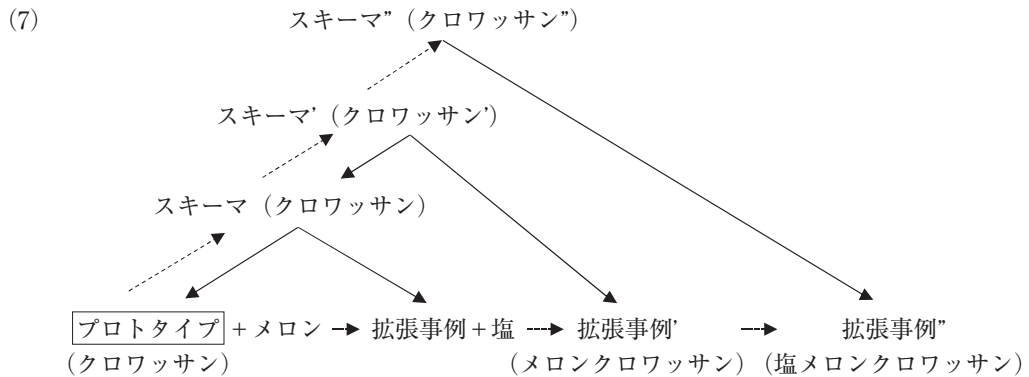 (7)
スキーマ”（クロワッサン”）
スキーマ’（クロワッサン’）
スキーマ（クロワッサン）
プロトタイプ＋メロン 拡張事例＋塩 拡張事例’ 拡張事例”
（クロワッサン） （メロンクロワッサン）（塩メロンクロワッサン）